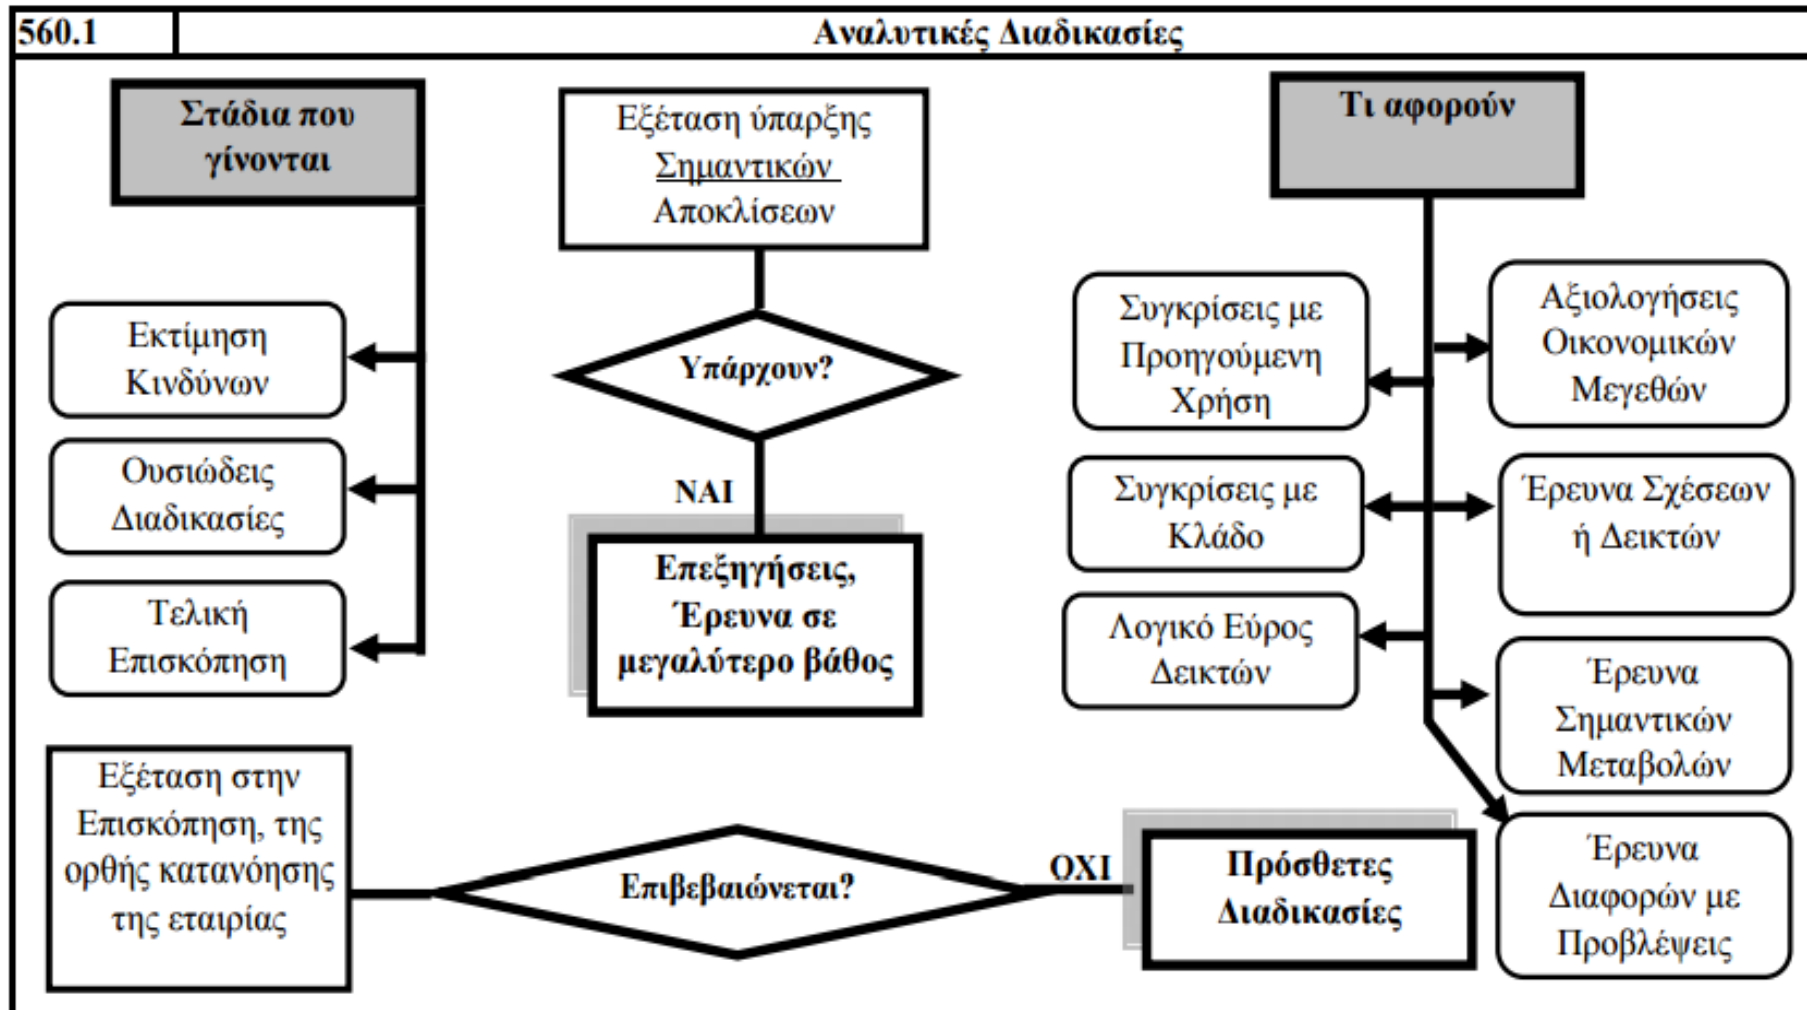 560.1
Αναλυτικές Διαδικασίες
Στάδια που
γίνονται
Εκτίμηση
Κινδύνων
Ουσιώδεις
Διαδικασίες
Τελική
Επισκόπηση
Εξέταση ύπαρξης
Σημαντικών
Αποκλίσεων
Υπάρχουν?
ΝΑΙ
Επεξηγήσεις,
Έρευνα σε
μεγαλύτερο βάθος
Τι αφορούν
Συγκρίσεις με
Προηγούμενη
Χρήση
Συγκρίσεις με
Κλάδο
Λογικό Εύρος
Δεικτών
Αξιολογήσεις
Οικονομικών
Μεγεθών
Έρευνα Σχέσεων
ή Δεικτών
Έρευνα
Σημαντικών
Μεταβολών
Έρευνα
Διαφορών με
Προβλέψεις
Εξέταση στην
Επισκόπηση, της
ορθής κατανόησης
της εταιρίας
Επιβεβαιώνεται?
ΟΧΙ
Πρόσθετες
Διαδικασίες